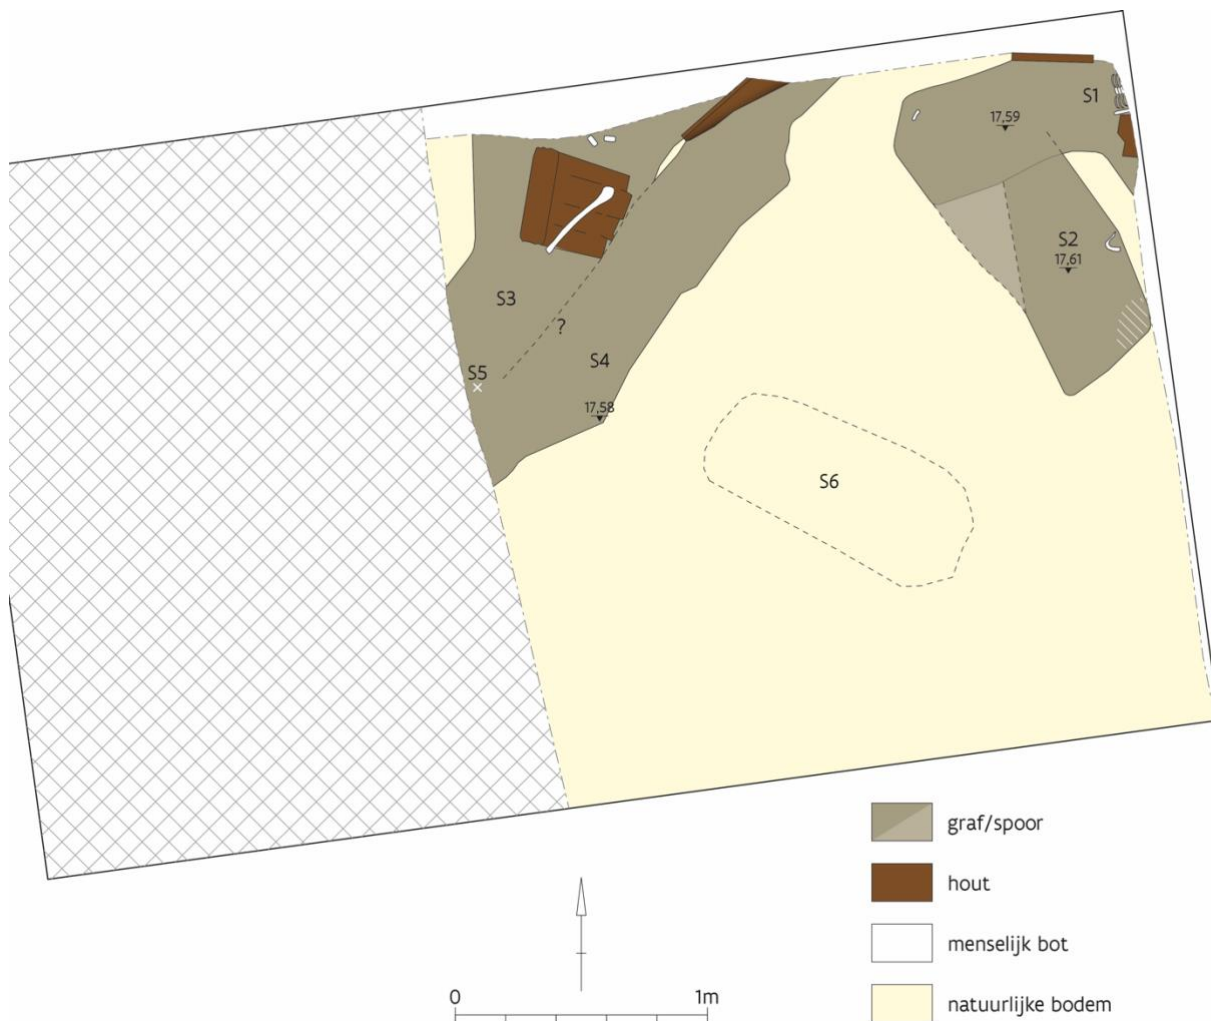 S1
17,59
S2
17,61
S3
?
S4
S5
17,58
S6
graf/spoor
hout
menselijk bot
natuurlijke bodem
0 1m